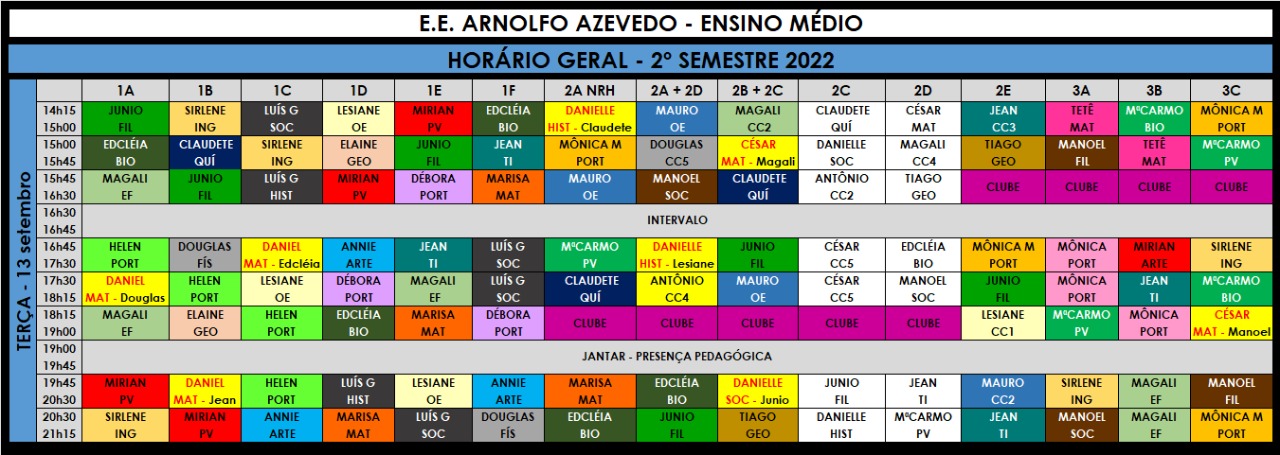 E.E. ARNOLFO AZEVEDO - ENSINO MÉDIO
HORÁRIO GERAL - 2º SEMESTRE 2022
TERÇA - 13 setembro
1A 1B 1C 1D 1E 1F 2A NRH 2A + 2D 2B + 2C 2C 2D 2E 3A 3B 3C
14h15 JUNIO SIRLENE LUÍS G LESIANE MIRIAN EDCLÉIA DANIELLE MAURO MAGALI CLAUDETE CÉSAR JEAN TETÊ MªCARMO MÔNICA M
15h00 FIL ING SOC OE PV BIO HIST - Claudete OE CC2 QUÍ MAT CC3 MAT BIO PORT
15h00 EDCLÉIA CLAUDETE SIRLENE ELAINE JUNIO JEAN MÔNICA M DOUGLAS CÉSAR DANIELLE MAGALI TIAGO MANOEL TETÊ MªCARMO
15h45 BIO QUÍ ING GEO FIL TI PORT CC5 MAT - Magali SOC CC4 GEO FIL MAT PV
15h45 MAGALI JUNIO LUÍS G MIRIAN DÉBORA MARISA MAURO MANOEL CLAUDETE ANTÔNIO TIAGO CLUBE CLUBE CLUBE CLUBE
16h30 EF FIL HIST PV PORT MAT OE SOC QUÍ CC2 GEO
16h30
16h45
INTERVALO
16h45 HELEN DOUGLAS DANIEL ANNIE JEAN LUÍS G MªCARMO DANIELLE JUNIO CÉSAR EDCLÉIA MÔNICA M MÔNICA MIRIAN SIRLENE
17h30 PORT FÍS MAT - Edcléia ARTE TI SOC PV HIST - Lesiane FIL CC5 BIO PORT PORT ARTE ING
17h30 DANIEL HELEN LESIANE DÉBORA MAGALI LUÍS G CLAUDETE ANTÔNIO MAURO CÉSAR MANOEL JUNIO MÔNICA JEAN MªCARMO
18h15 MAT - Douglas PORT OE PORT EF SOC QUÍ CC4 OE CC5 SOC FIL PORT TI BIO
18h15 MAGALI ELAINE HELEN EDCLÉIA MARISA DÉBORA CLUBE CLUBE CLUBE CLUBE CLUBE LESIANE MªCARMO MÔNICA CÉSAR
19h00 EF GEO PORT BIO MAT PORT CC1 PV PORT MAT - Manoel
19h00
19h45
JANTAR - PRESENÇA PEDAGÓGICA
19h45 MIRIAN DANIEL HELEN LUÍS G LESIANE ANNIE MARISA EDCLÉIA DANIELLE JUNIO JEAN MAURO SIRLENE MAGALI MANOEL
20h30 PV MAT - Jean PORT HIST OE ARTE MAT BIO SOC - Junio FIL TI CC2 ING EF FIL
20h30 SIRLENE MIRIAN ANNIE MARISA LUÍS G DOUGLAS EDCLÉIA JUNIO TIAGO DANIELLE MªCARMO JEAN MANOEL MAGALI MÔNICA M
21h15 ING PV ARTE MAT SOC FÍS BIO FIL GEO HIST PV TI SOC EF PORT